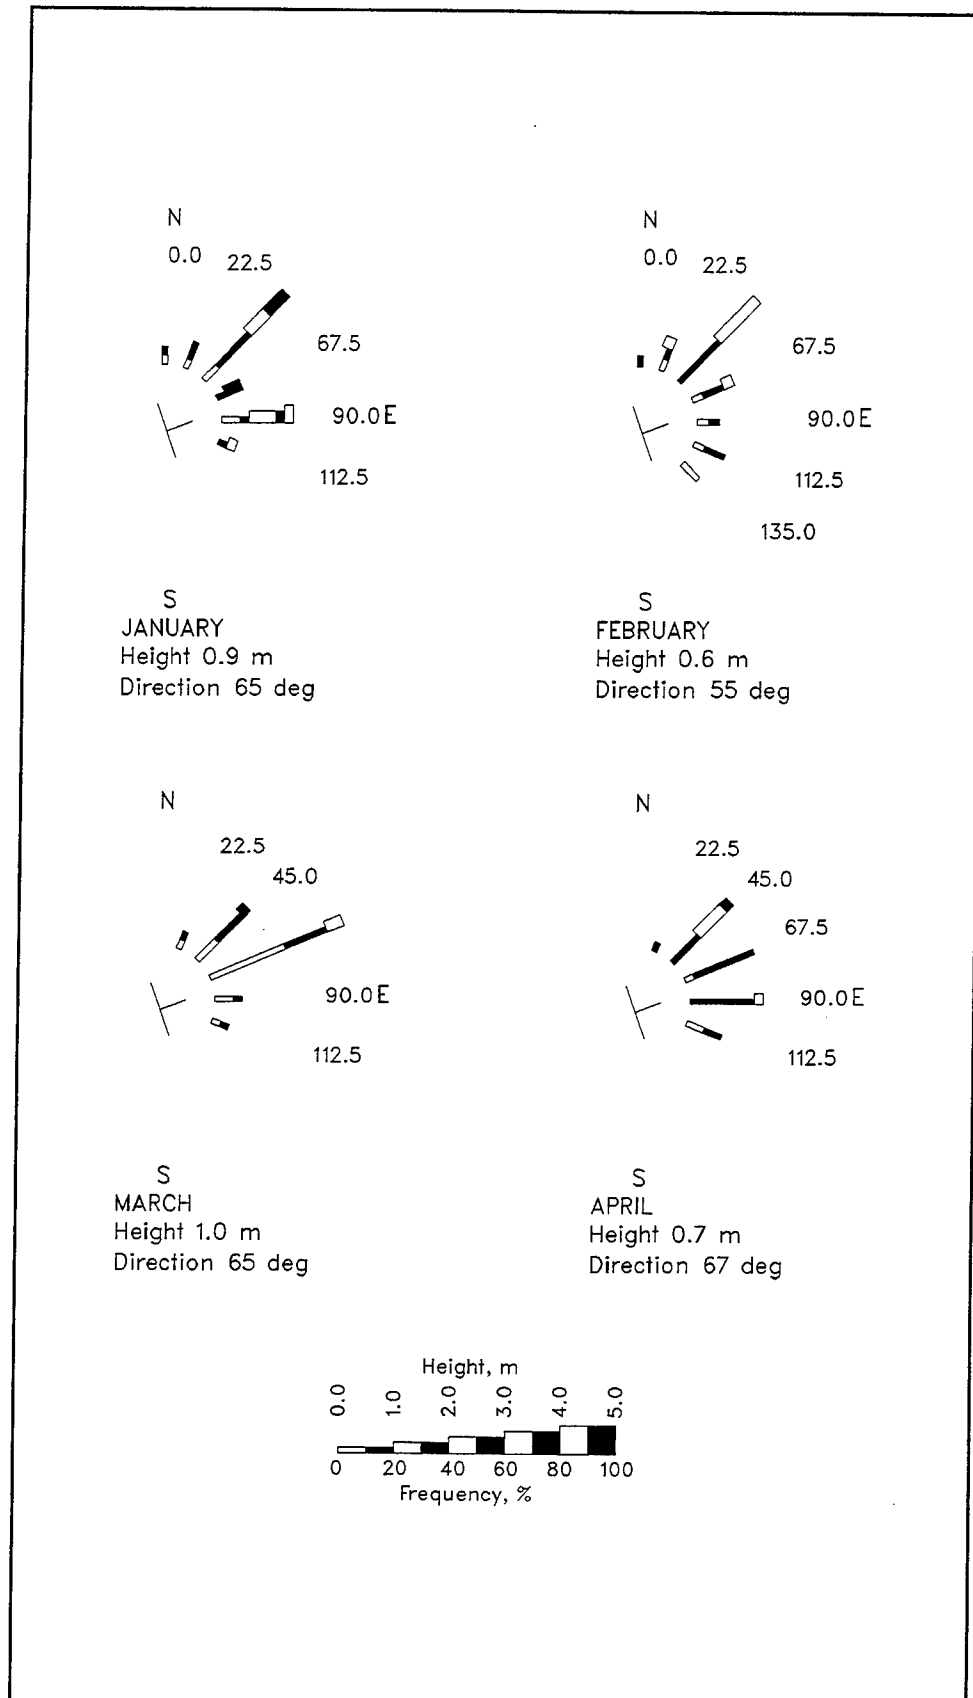 N
0.0
22.5
67.5
90.0 E
112.5
S
JANUARY
Height 0.9 m
Direction 65 deg
N
0.0
22.5
67.5
90.0 E
112.5
135.0
S
FEBRUARY
Height 0.6 m
Direction 55 deg
N
22.5
45.0
90.0 E
112.5
S
MARCH
Height 1.0 m
Direction 65 deg
N
22.5
45.0
67.5
90.0 E
112.5
S
APRIL
Height 0.7 m
Direction 67 deg
Height, m
0.0 1.0 2.0 3.0 4.0 5.0
0 20 40 60 80 100
Frequency, %